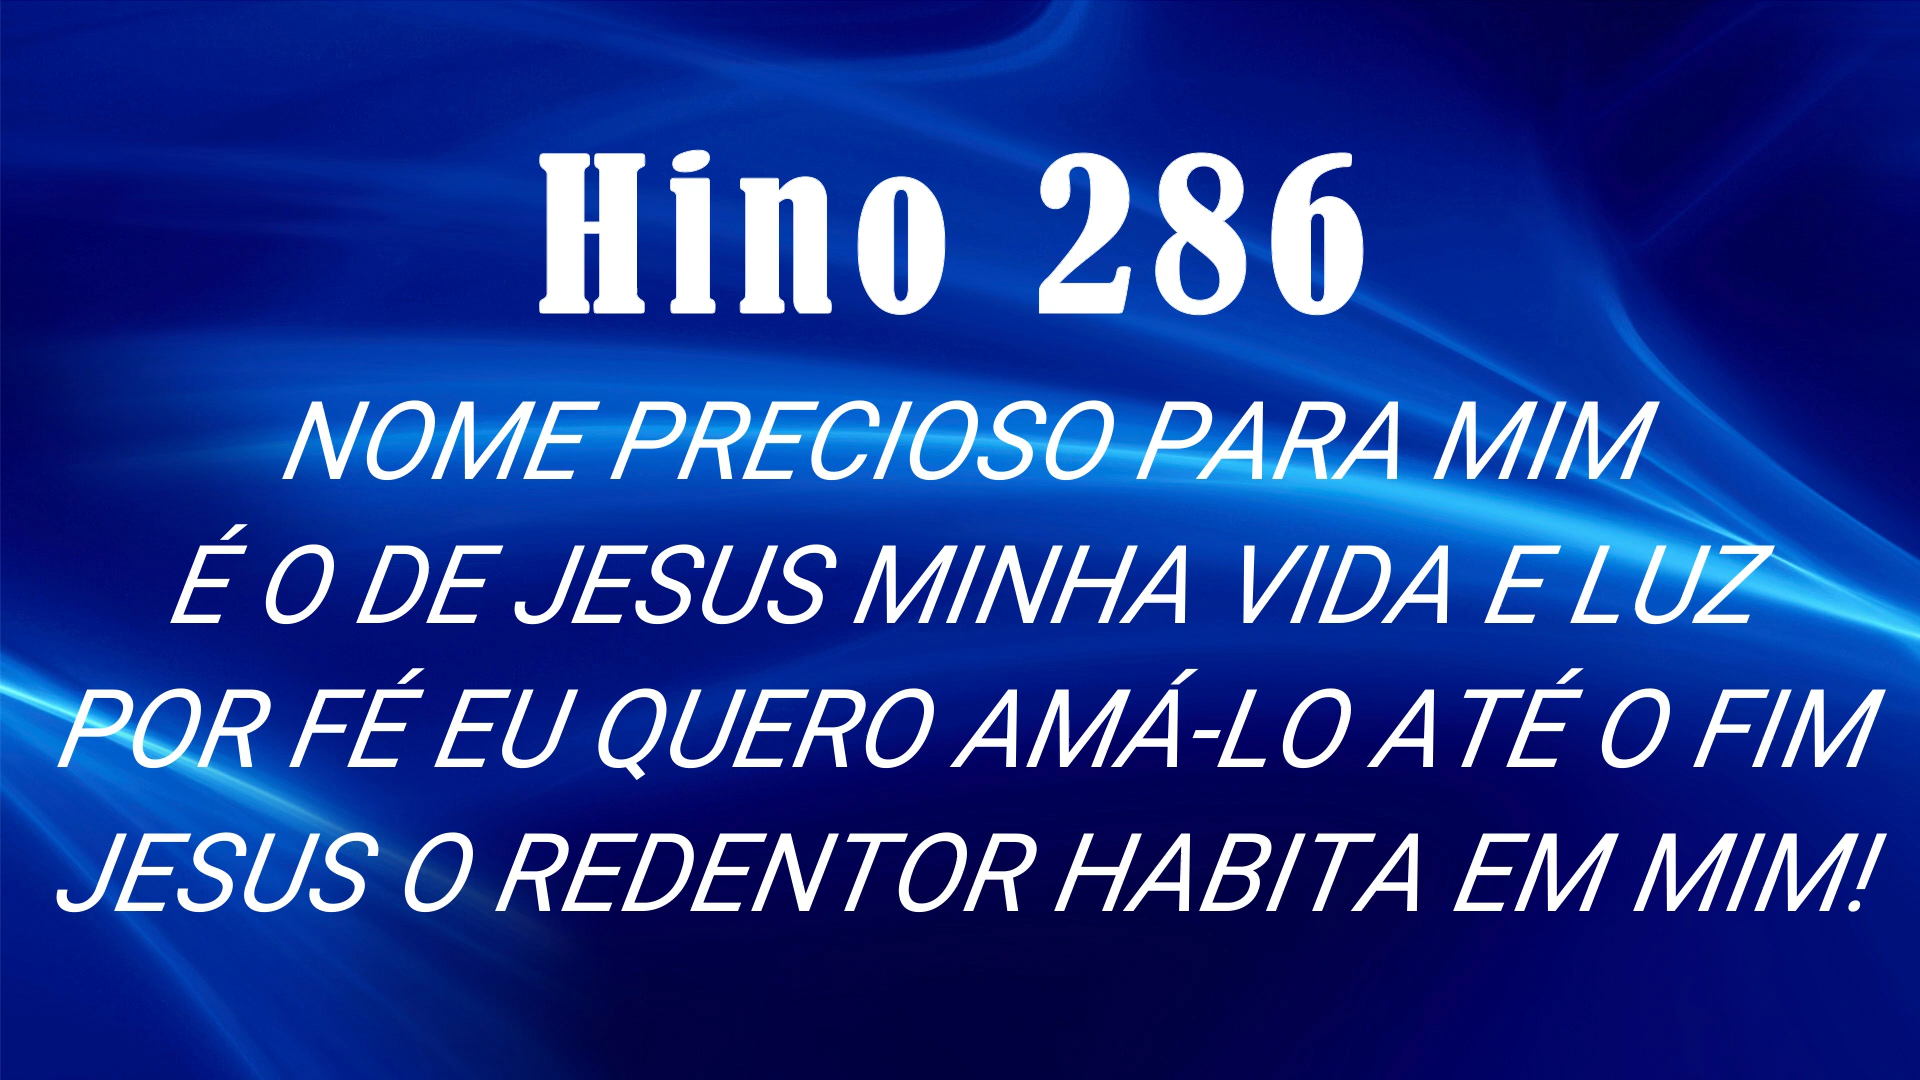 Hino 286
NOME PRECIOSO PARA MIM
É O DE JESUS MINHA VIDA E LUZ
POR FÉ EU QUERO AMÁ-LO ATÉ O FIM
JESUS O REDENTOR HABITA EM MIM!